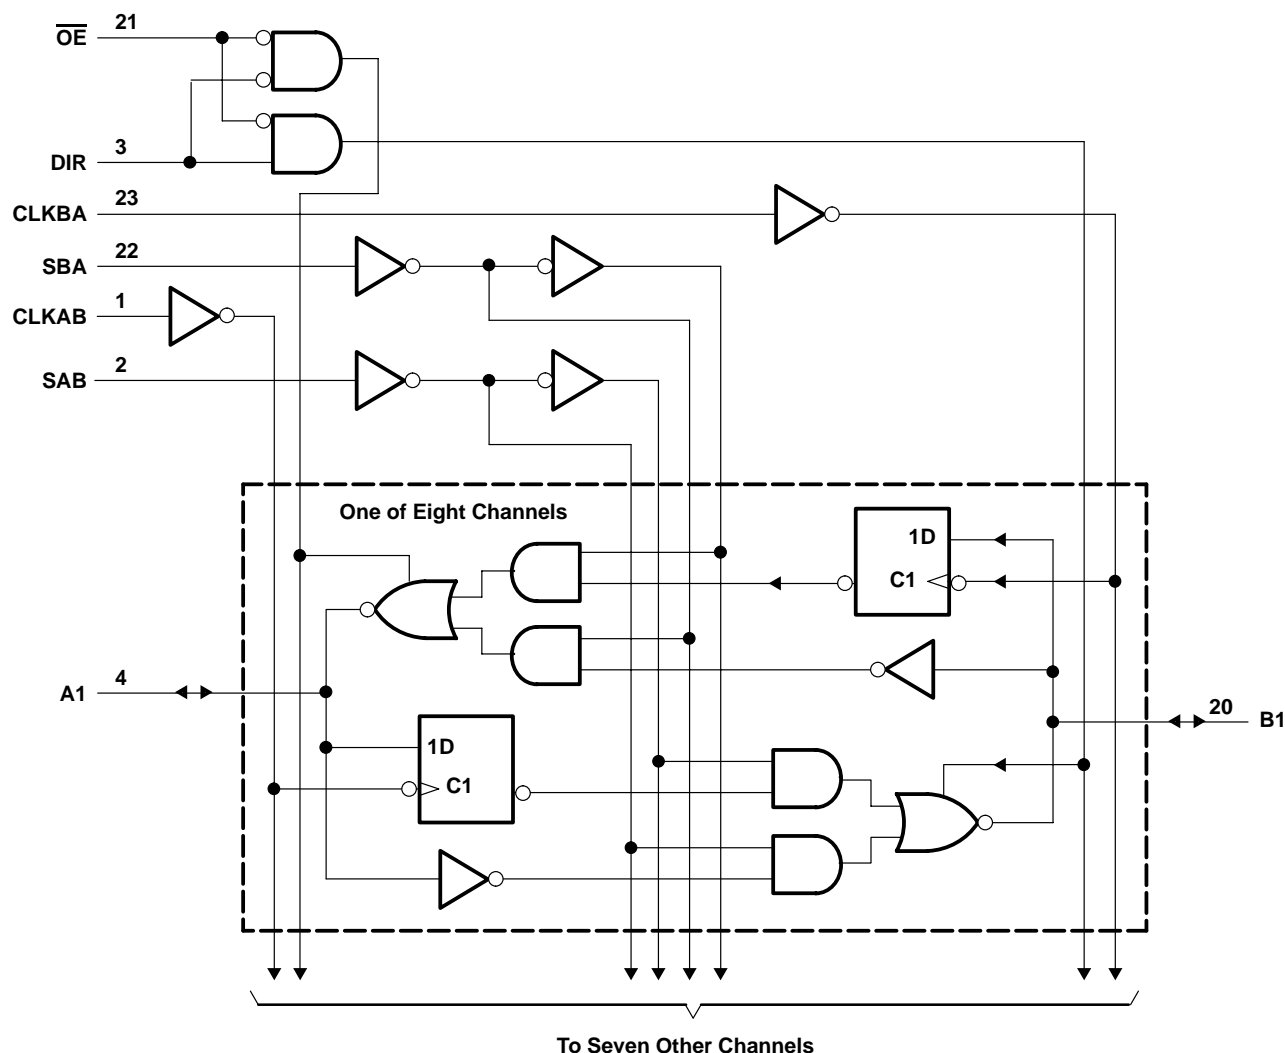 O̅E̅ 21
DIR 3
CLKBA 23
SBA 22
CLKAB 1
SAB 2
One of Eight Channels
1D
C1
A1 4
20 B1
1D
C1
To Seven Other Channels